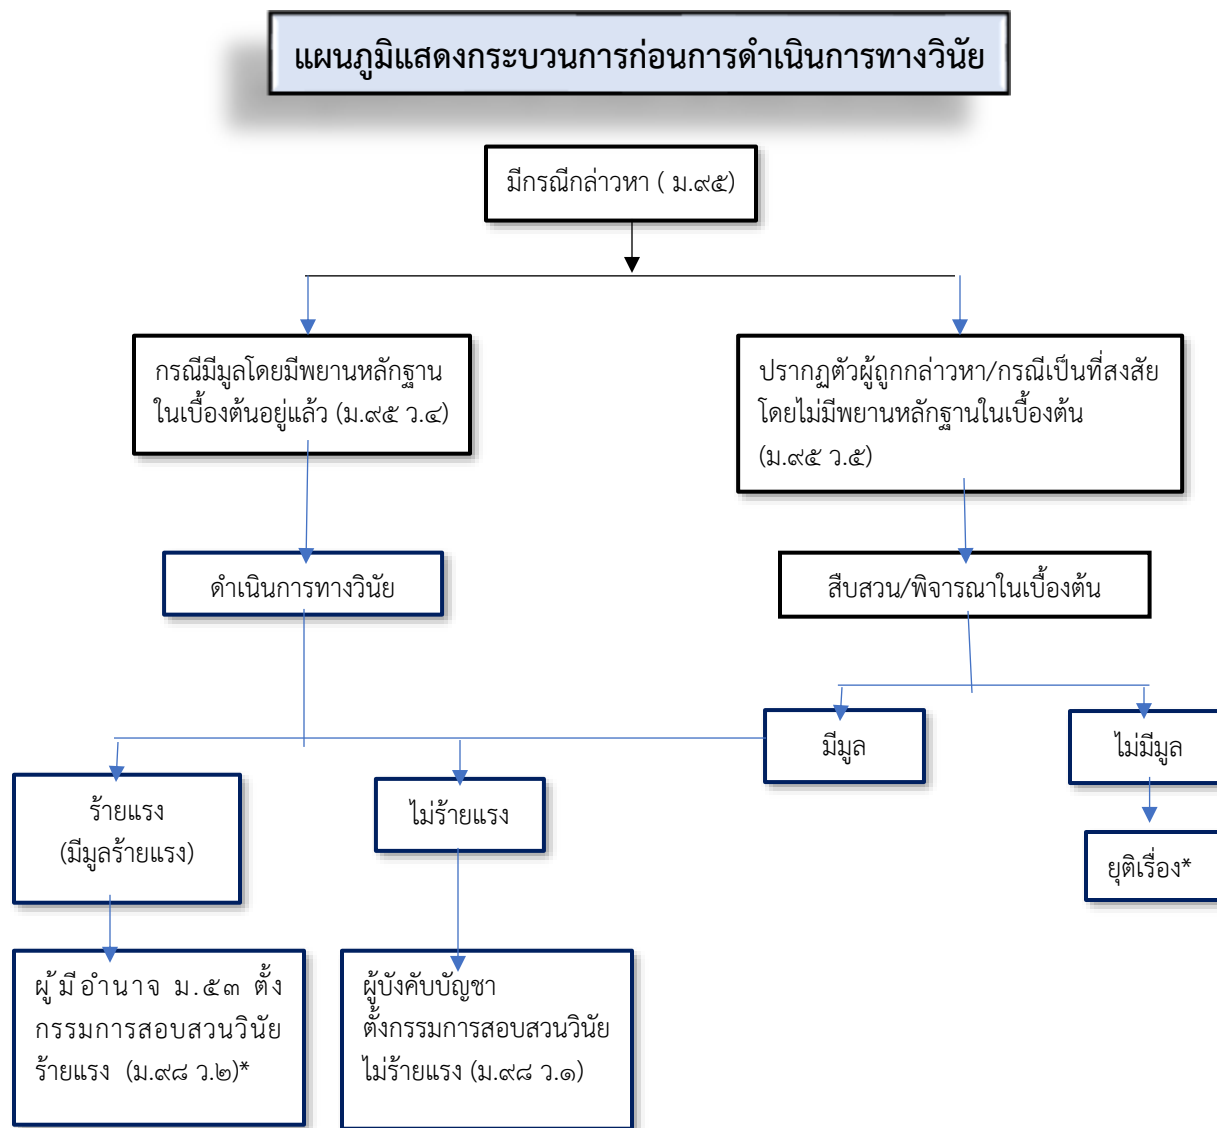 แผนภูมิแสดงกระบวนการก่อนการดำเนินการทางวินัย
มีกรณีกล่าวหา ( ม.๙๕)
กรณีมีมูลโดยมีพยานหลักฐาน
ในเบื้องต้นอยู่แล้ว (ม.๙๕ ว.๔)
ปรากฏตัวผู้ถูกกล่าวหา/กรณีเป็นที่สงสัย
โดยไม่มีพยานหลักฐานในเบื้องต้น
(ม.๙๕ ว.๕)
ดำเนินการทางวินัย
สืบสวน/พิจารณาในเบื้องต้น
มีมูล
ไม่มีมูล
ร้ายแรง
(มีมูลร้ายแรง)
ไม่ร้ายแรง
ยุติเรื่อง*
ผู้มีอำนาจ ม.๕๓ ตั้ง
กรรมการสอบสวนวินัย
ร้ายแรง (ม.๙๘ ว.๒)*
ผู้บังคับบัญชา
ตั้งกรรมการสอบสวนวินัย
ไม่ร้ายแรง (ม.๙๘ ว.๑)